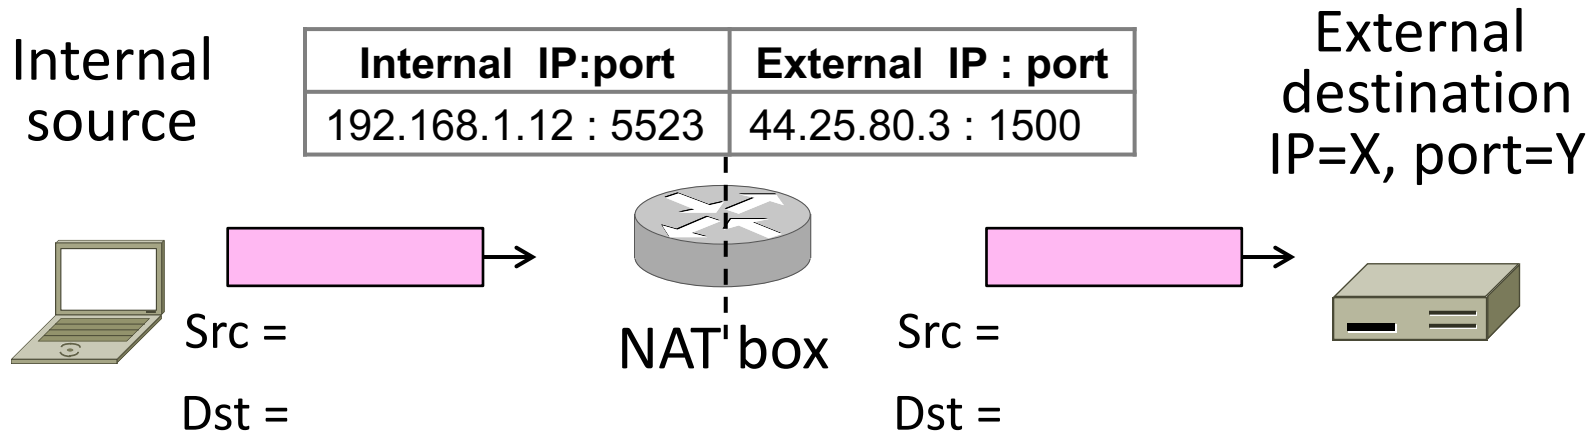 Internal
source
Internal IP:port
External IP : port
192.168.1.12 : 5523
44.25.80.3 : 1500
External
destination
IP=X, port=Y
Src =
Dst =
NAT box
Src =
Dst =